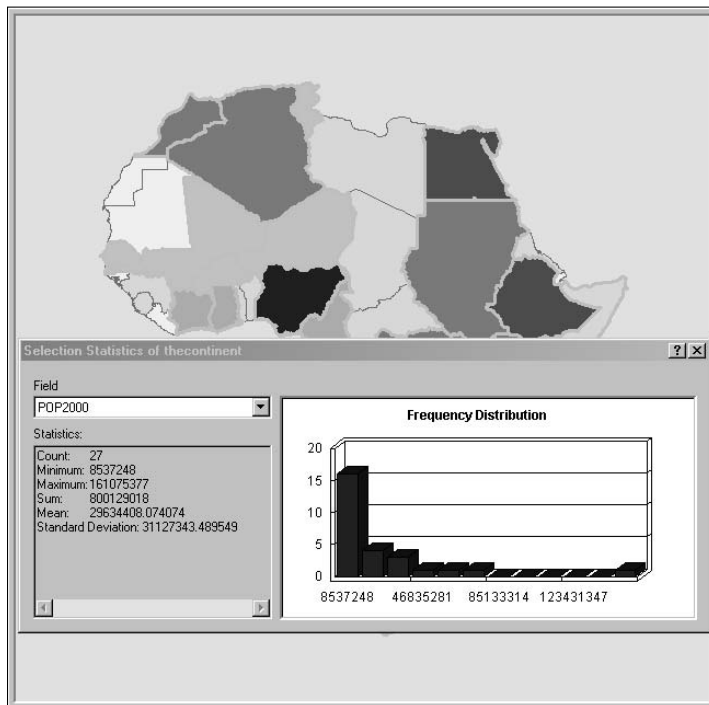 Selection Statistics of thecontinent
Field
POP2000
Statistics:
Count: 27
Minimum: 8537248
Maximum: 161075377
Sum: 800129018
Mean: 29634408.074074
Standard Deviation: 31127343.489549
Frequency Distribution
20
15
10
5
0
8537248 46835281 85133314 123431347